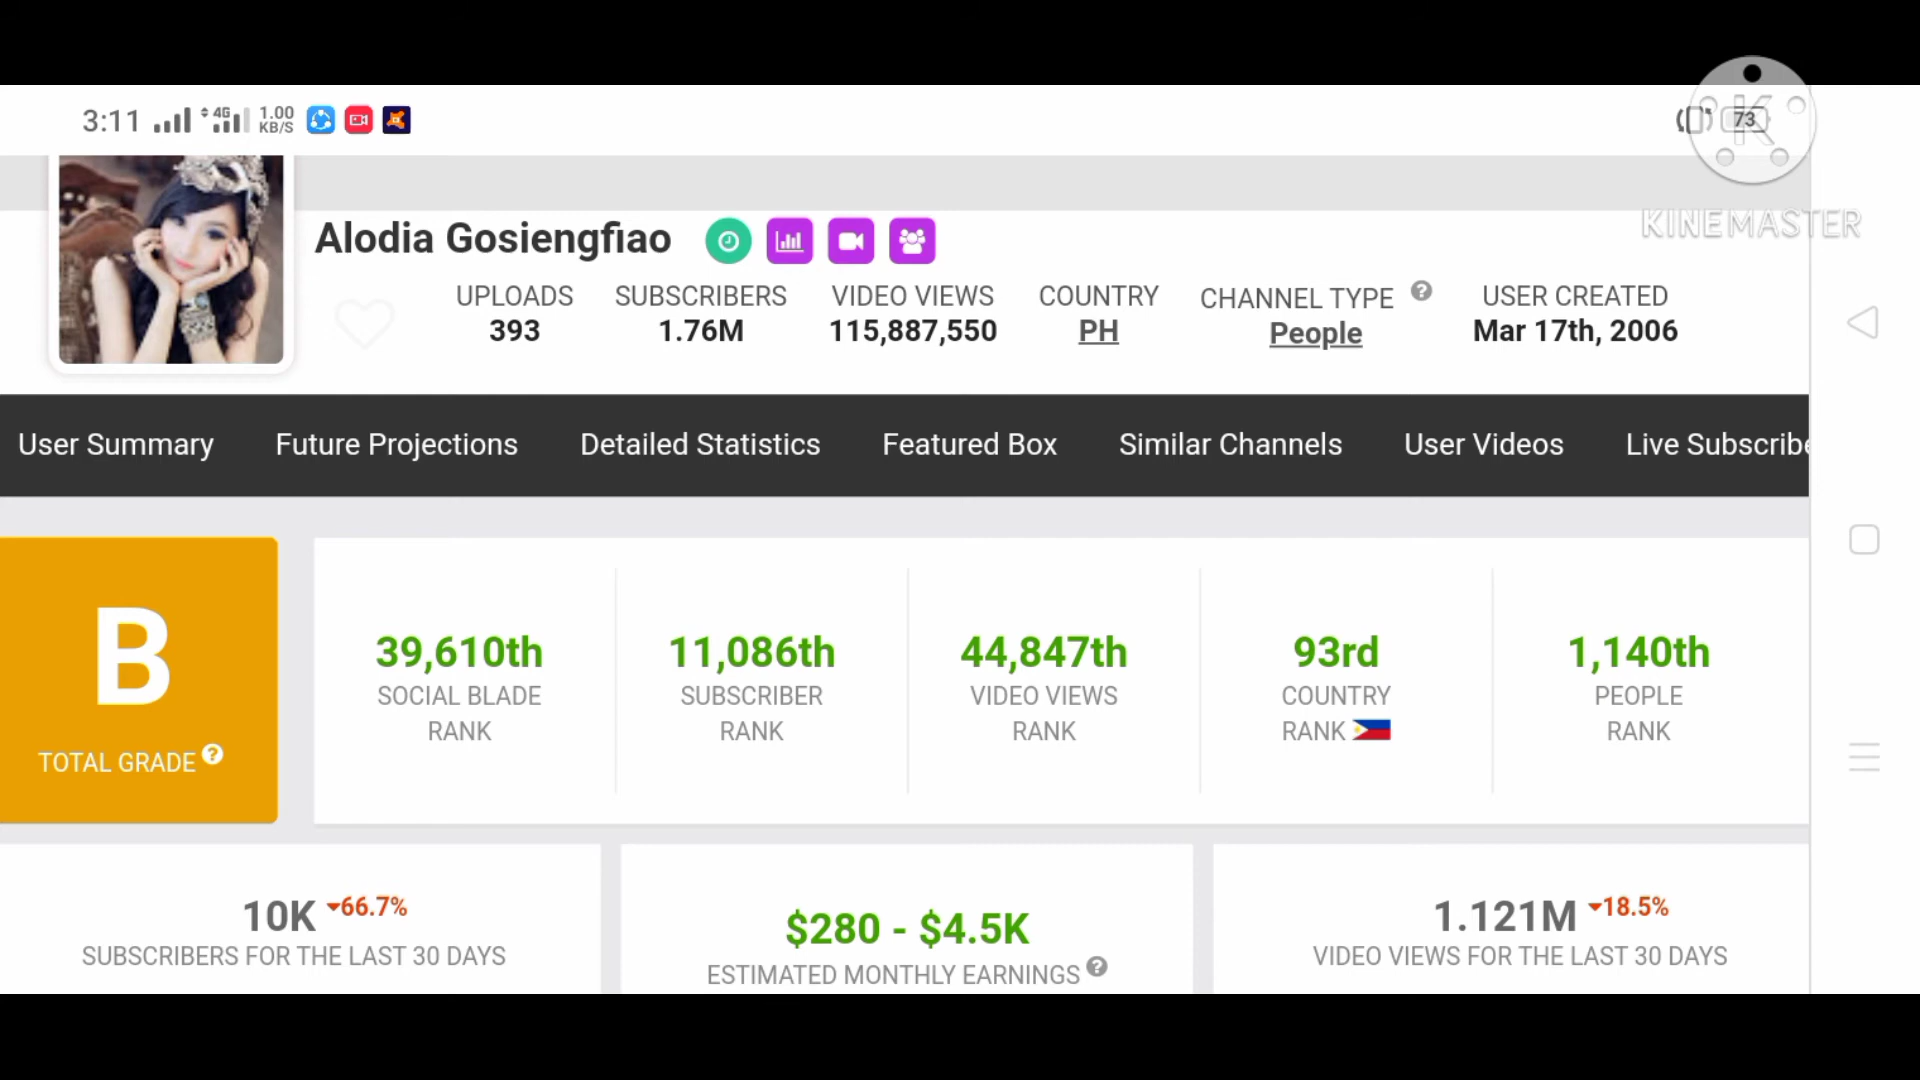 3:11 4G 1.00 KB/S 73
KINEMASTER
Alodia Gosiengfiao
UPLOADS SUBSCRIBERS VIDEO VIEWS COUNTRY CHANNEL TYPE ? USER CREATED
393 1.76M 115,887,550 PH People Mar 17th, 2006
User Summary Future Projections Detailed Statistics Featured Box Similar Channels User Videos Live Subscribe
B
TOTAL GRADE ?
39,610th
SOCIAL BLADE
RANK
11,086th
SUBSCRIBER
RANK
44,847th
VIDEO VIEWS
RANK
93rd
COUNTRY
RANK
1,140th
PEOPLE
RANK
10K 66.7%
SUBSCRIBERS FOR THE LAST 30 DAYS
$280 - $4.5K
ESTIMATED MONTHLY EARNINGS ?
1.121M 18.5%
VIDEO VIEWS FOR THE LAST 30 DAYS